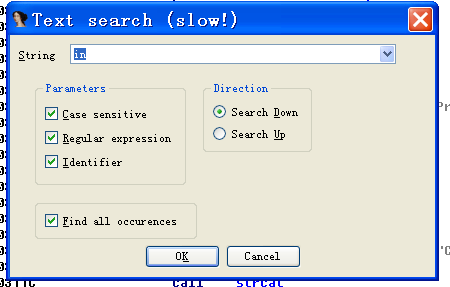 Text search (slow!)
String
in
Parameters
Case sensitive
Regular expression
Identifier
Direction
Search Down
Search Up
Find all occurences
OK
Cancel
call strcat